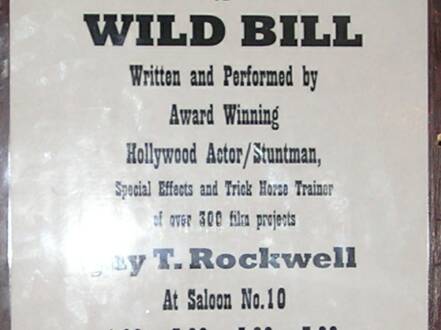 WILD BILL
Written and Performed by
Award Winning
Hollywood Actor/Stuntman,
Special Effects and Trick Horse Trainer
of over 300 film projects
T. Rockwell
At Saloon No.10